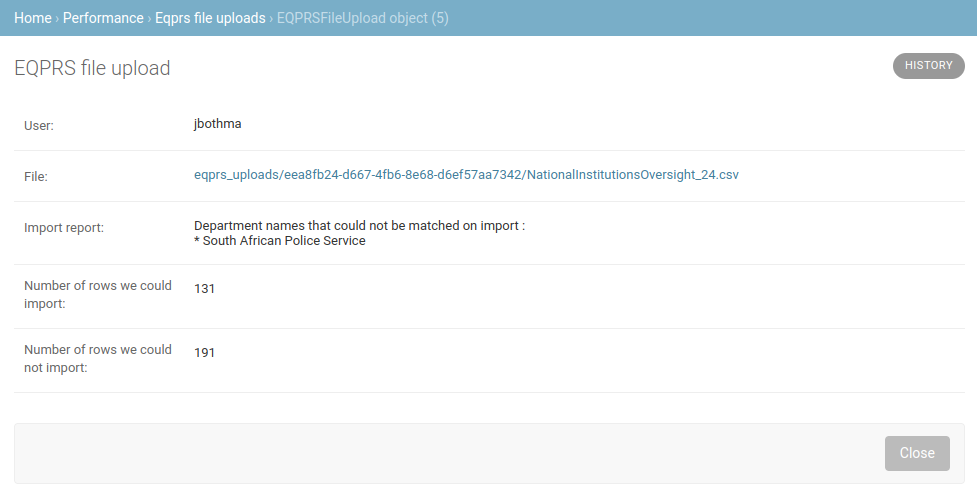 Home › Performance › Eqprs file uploads › EQPRSFileUpload object (5)
EQPRS file upload
HISTORY
User:
jbothma
File:
eqprs_uploads/eea8fb24-d667-4fb6-8e68-d6ef57aa7342/NationalInstitutionsOversight_24.csv
Import report:
Department names that could not be matched on import :
* South African Police Service
Number of rows we could
import:
131
Number of rows we could
not import:
191
Close